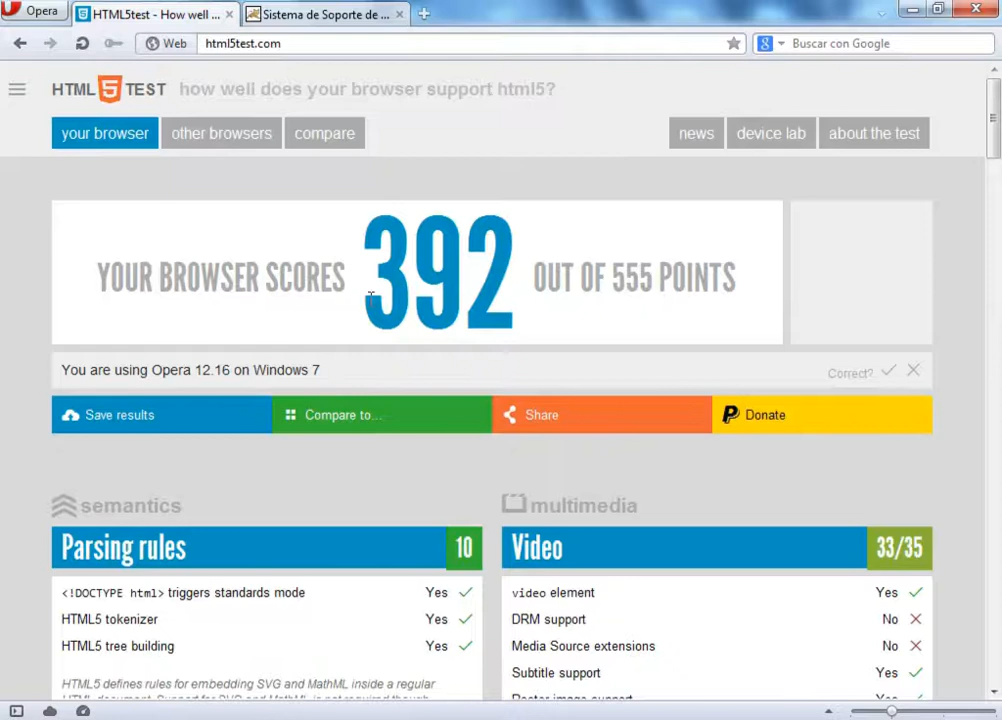 Opera
HTML5test - How well ...
Sistema de Soporte de ...
Web
html5test.com
Buscar con Google
HTML 5 TEST how well does your browser support html5?
your browser other browsers compare news device lab about the test
YOUR BROWSER SCORES 392 OUT OF 555 POINTS
You are using Opera 12.16 on Windows 7 Correct?
Save results Compare to... Share Donate
semantics
Parsing rules 10
<!DOCTYPE html> triggers standards mode Yes
HTML5 tokenizer Yes
HTML5 tree building Yes
HTML5 defines rules for embedding SVG and MathML inside a regular
multimedia
Video 33/35
video element Yes
DRM support No
Media Source extensions No
Subtitle support Yes